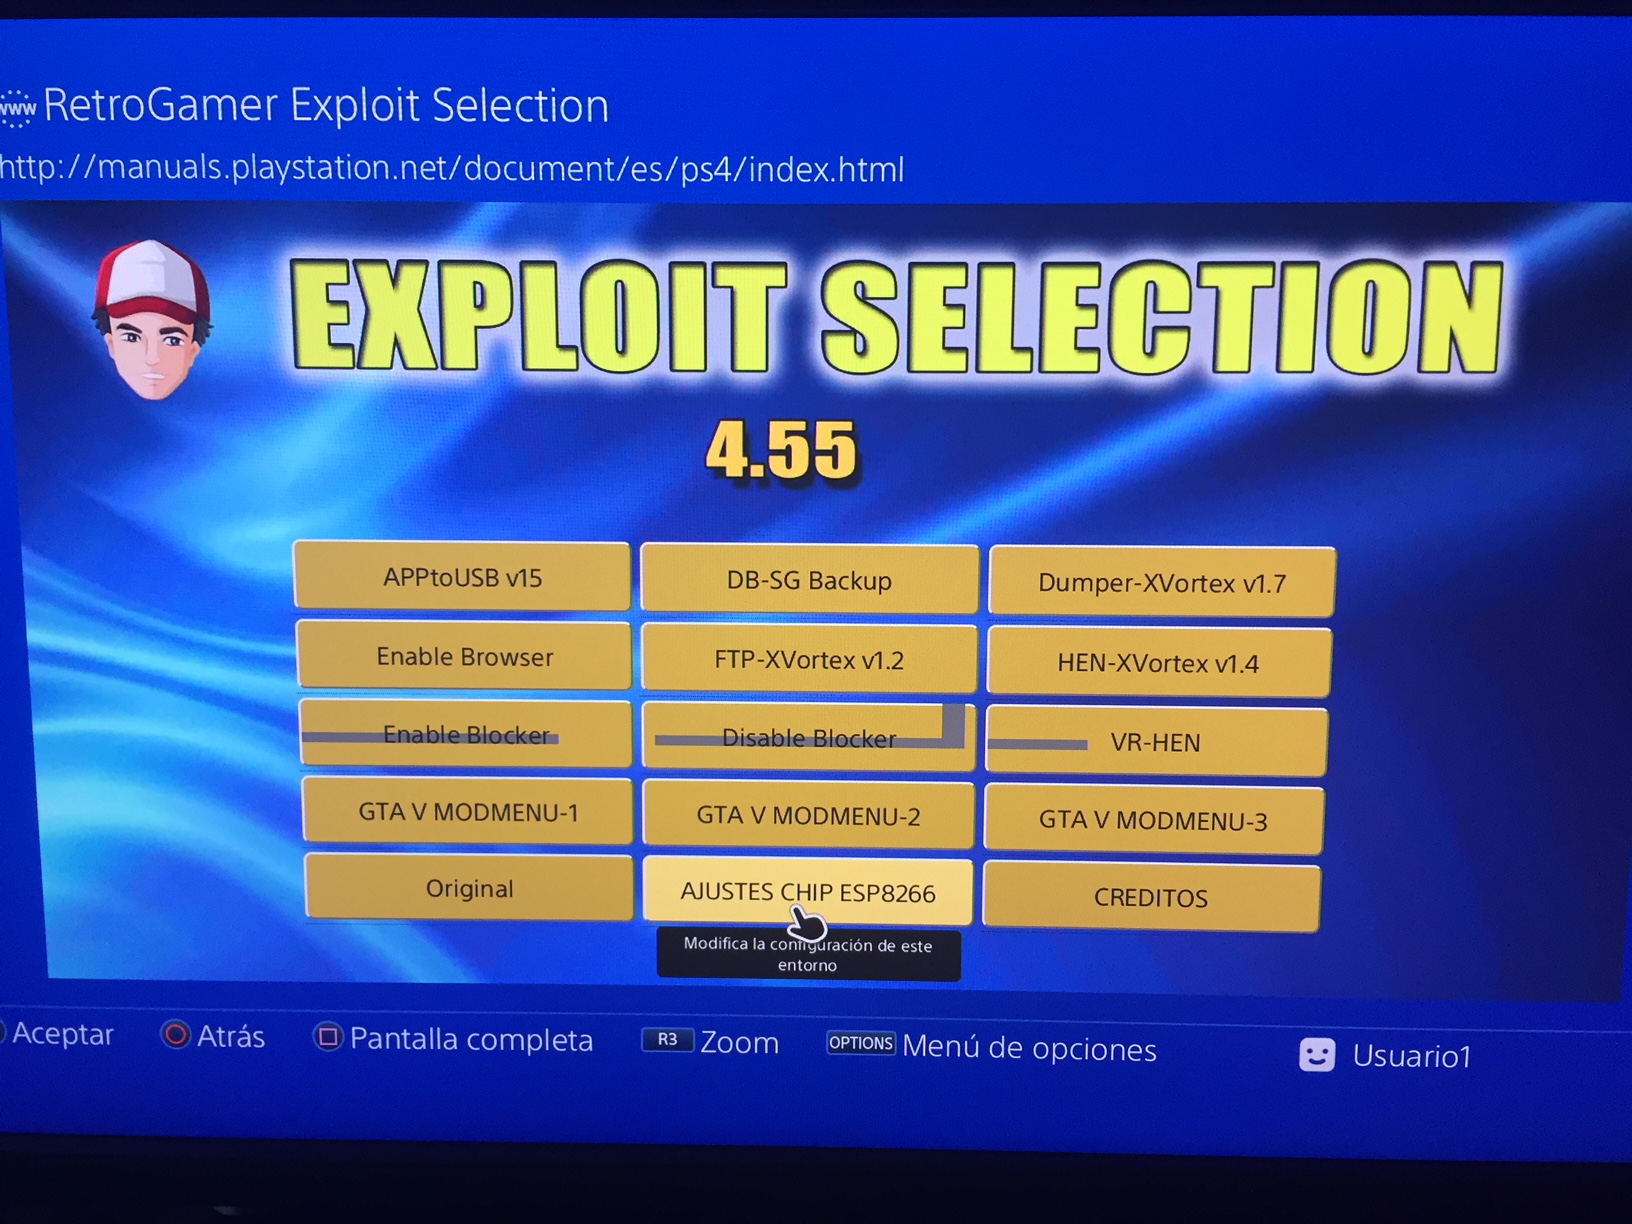 www RetroGamer Exploit Selection
http://manuals.playstation.net/document/es/ps4/index.html
EXPLOIT SELECTION
4.55
APPtoUSB v15
DB-SG Backup
Dumper-XVortex v1.7
Enable Browser
FTP-XVortex v1.2
HEN-XVortex v1.4
Enable Blocker
Disable Blocker
VR-HEN
GTA V MODMENU-1
GTA V MODMENU-2
GTA V MODMENU-3
Original
AJUSTES CHIP ESP8266
CREDITOS
Modifica la configuración de este
entorno
Aceptar
Atrás
Pantalla completa
R3 Zoom
OPTIONS Menú de opciones
Usuario1